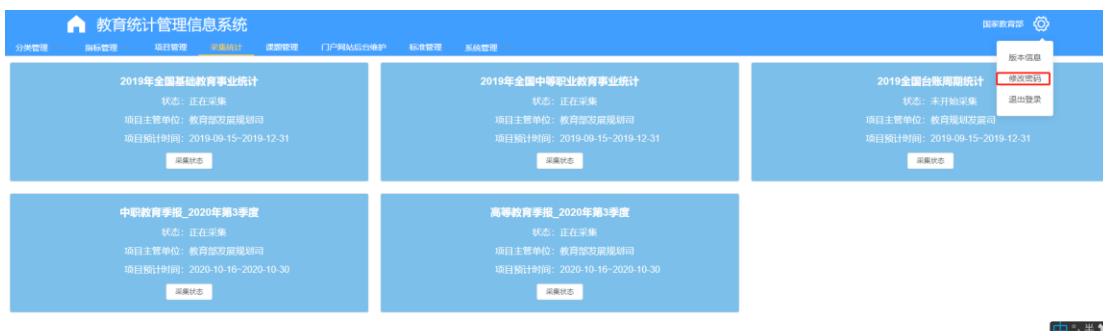 教育统计管理信息系统
国家教育部
分类管理 指标管理 项目管理 采集统计 课题管理 门户网站后台维护 标准管理 系统管理
版本信息
修改密码
退出登录
2019年全国基础教育事业统计
状态：正在采集
项目主管单位：教育部发展规划司
项目预计时间：2019-09-15~2019-12-31
采集状态
2019年全国中等职业教育事业统计
状态：正在采集
项目主管单位：教育部发展规划司
项目预计时间：2019-09-15~2019-12-31
采集状态
2019全国台账周期统计
状态：未开始采集
项目主管单位：教育规划发展司
项目预计时间：2019-09-15~2019-12-31
采集状态
中职教育季报_2020年第3季度
状态：正在采集
项目主管单位：教育部发展规划司
项目预计时间：2020-10-16~2020-10-30
采集状态
高等教育季报_2020年第3季度
状态：正在采集
项目主管单位：教育部发展规划司
项目预计时间：2020-10-16~2020-10-30
采集状态
中 半